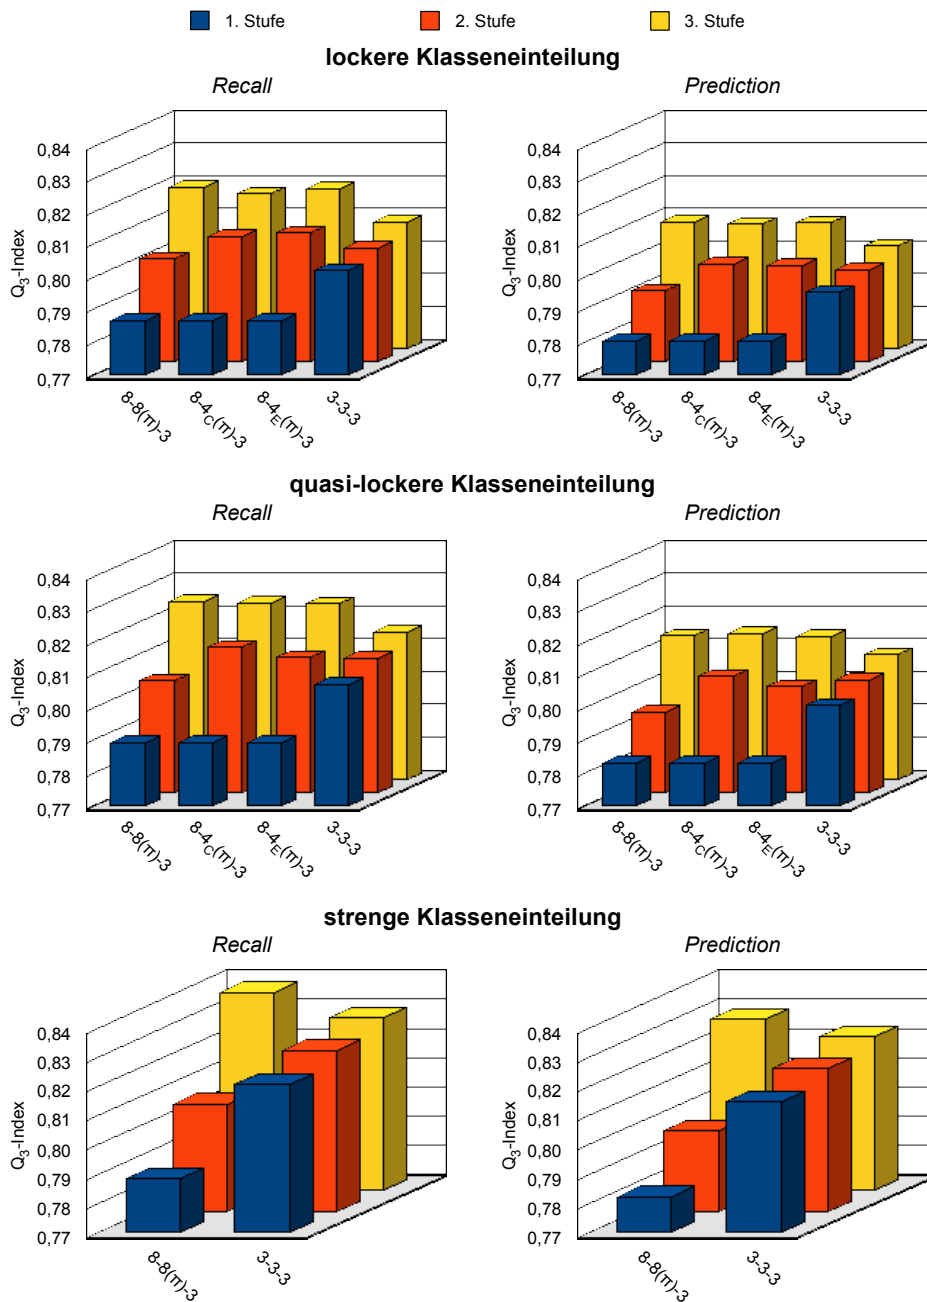 1. Stufe 2. Stufe 3. Stufe
lockere Klasseneinteilung
Recall Prediction
0,84 0,84
0,83 0,83
0,82 0,82
0,81 0,81
0,80 0,80
0,79 0,79
0,78 0,78
0,77 0,77
Q3-Index Q3-Index
8-8(π)-3 8-4C(π)-3 8-4E(π)-3 3-3-3 8-8(π)-3 8-4C(π)-3 8-4E(π)-3 3-3-3
quasi-lockere Klasseneinteilung
Recall Prediction
0,84 0,84
0,83 0,83
0,82 0,82
0,81 0,81
0,80 0,80
0,79 0,79
0,78 0,78
0,77 0,77
Q3-Index Q3-Index
8-8(π)-3 8-4C(π)-3 8-4E(π)-3 3-3-3 8-8(π)-3 8-4C(π)-3 8-4E(π)-3 3-3-3
strenge Klasseneinteilung
Recall Prediction
0,84 0,84
0,83 0,83
0,82 0,82
0,81 0,81
0,80 0,80
0,79 0,79
0,78 0,78
0,77 0,77
Q3-Index Q3-Index
8-8(π)-3 3-3-3 8-8(π)-3 3-3-3